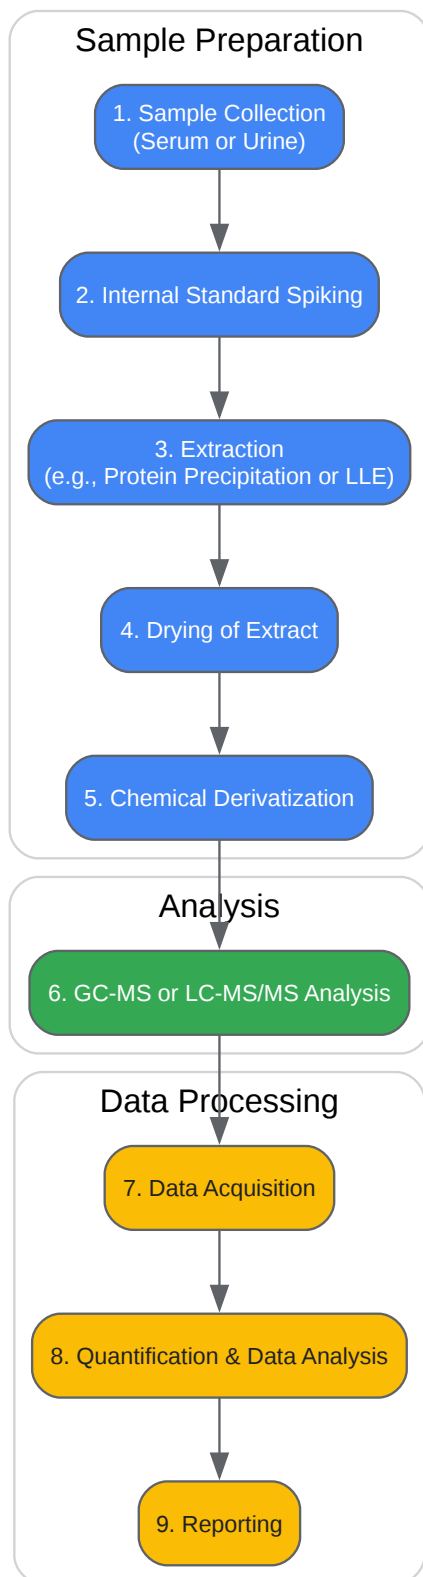 Sample Preparation
1. Sample Collection
(Serum or Urine)
2. Internal Standard Spiking
3. Extraction
(e.g., Protein Precipitation or LLE)
4. Drying of Extract
5. Chemical Derivatization
Analysis
6. GC-MS or LC-MS/MS Analysis
Data Processing
7. Data Acquisition
8. Quantification & Data Analysis
9. Reporting